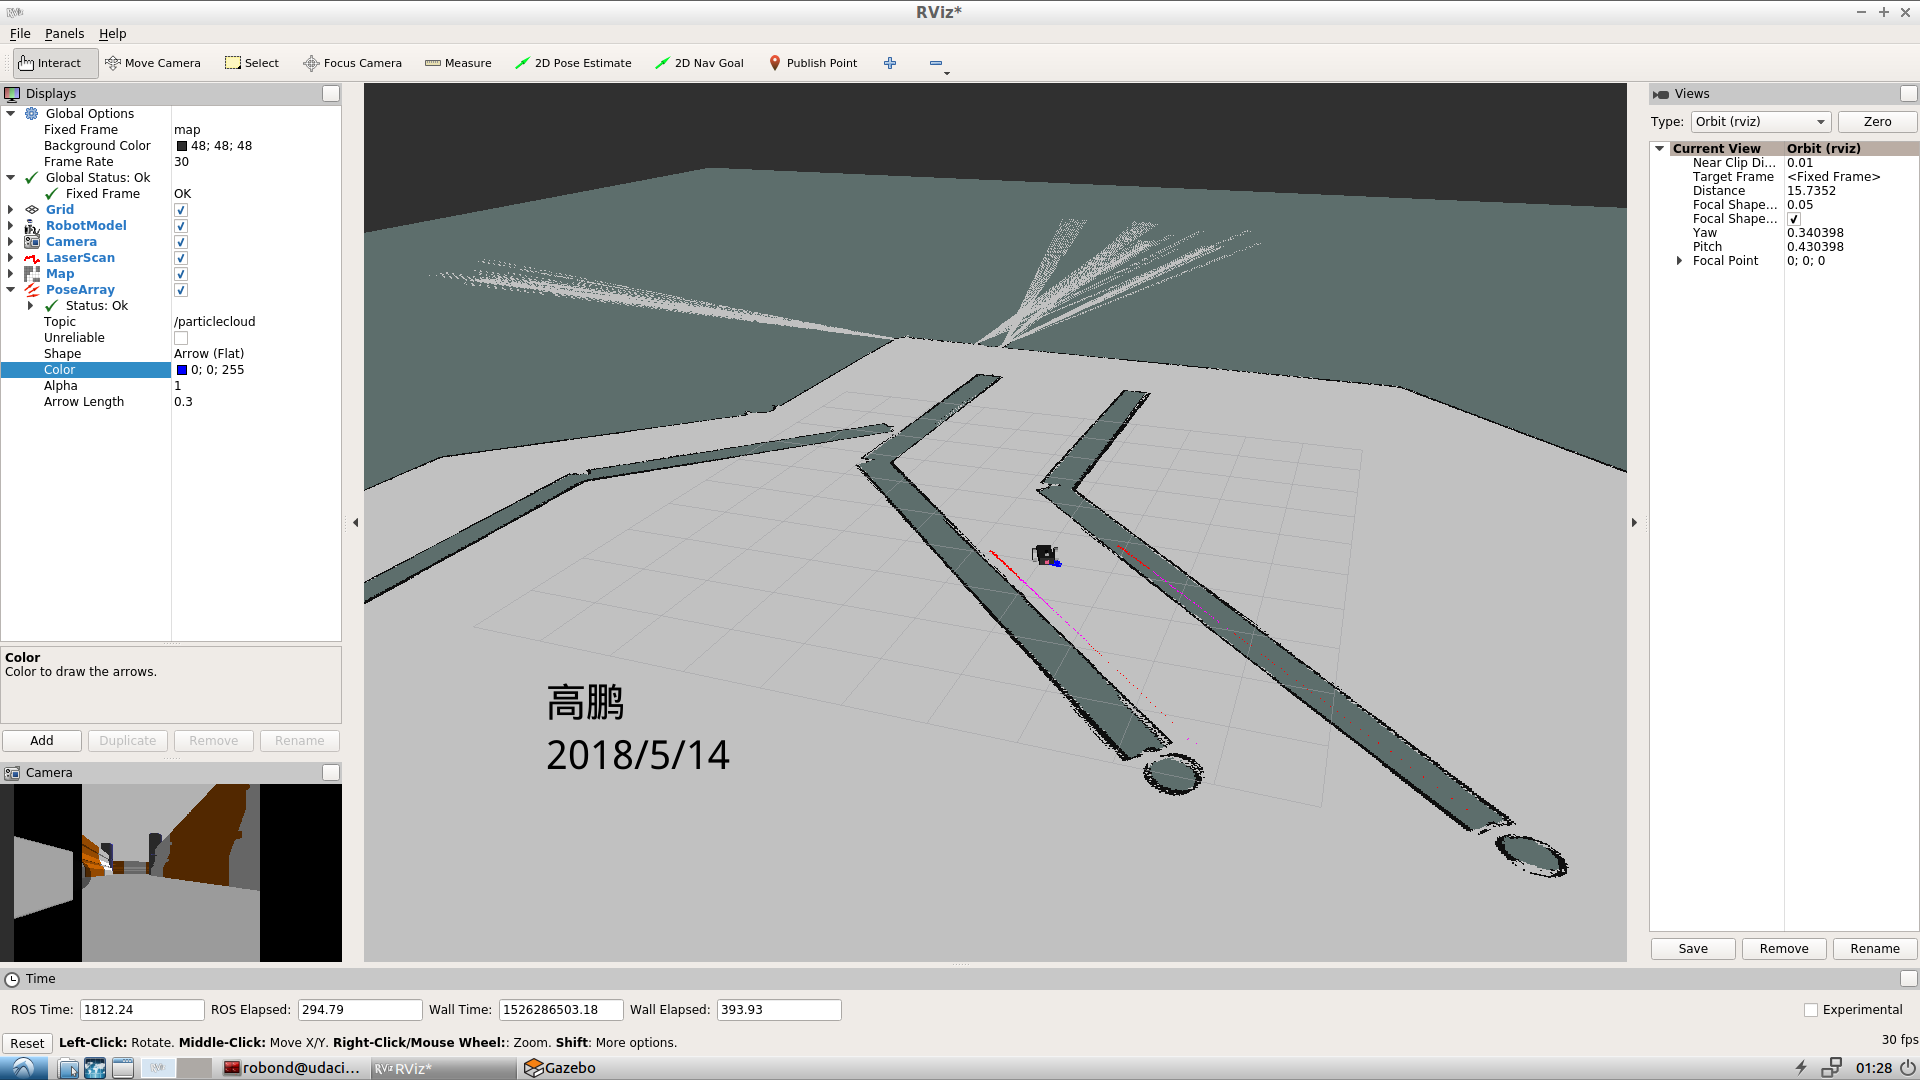 RViz*
File Panels Help
Interact Move Camera Select Focus Camera Measure 2D Pose Estimate 2D Nav Goal Publish Point
Displays
Global Options
Fixed Frame map
Background Color 48; 48; 48
Frame Rate 30
Global Status: Ok
Fixed Frame OK
Grid
RobotModel
Camera
LaserScan
Map
PoseArray
Status: Ok
Topic /particlecloud
Unreliable
Shape Arrow (Flat)
Color 0; 0; 255
Alpha 1
Arrow Length 0.3
Color
Color to draw the arrows.
Add Duplicate Remove Rename
Camera
高鹏
2018/5/14
Views
Type: Orbit (rviz) Zero
Current View Orbit (rviz)
Near Clip Di... 0.01
Target Frame <Fixed Frame>
Distance 15.7352
Focal Shape... 0.05
Focal Shape...
Yaw 0.340398
Pitch 0.430398
Focal Point 0; 0; 0
Save Remove Rename
Time
ROS Time: 1812.24 ROS Elapsed: 294.79 Wall Time: 1526286503.18 Wall Elapsed: 393.93 Experimental
Reset Left-Click: Rotate. Middle-Click: Move X/Y. Right-Click/Mouse Wheel:: Zoom. Shift: More options. 30 fps
robond@udaci... RViz* Gazebo 01:28